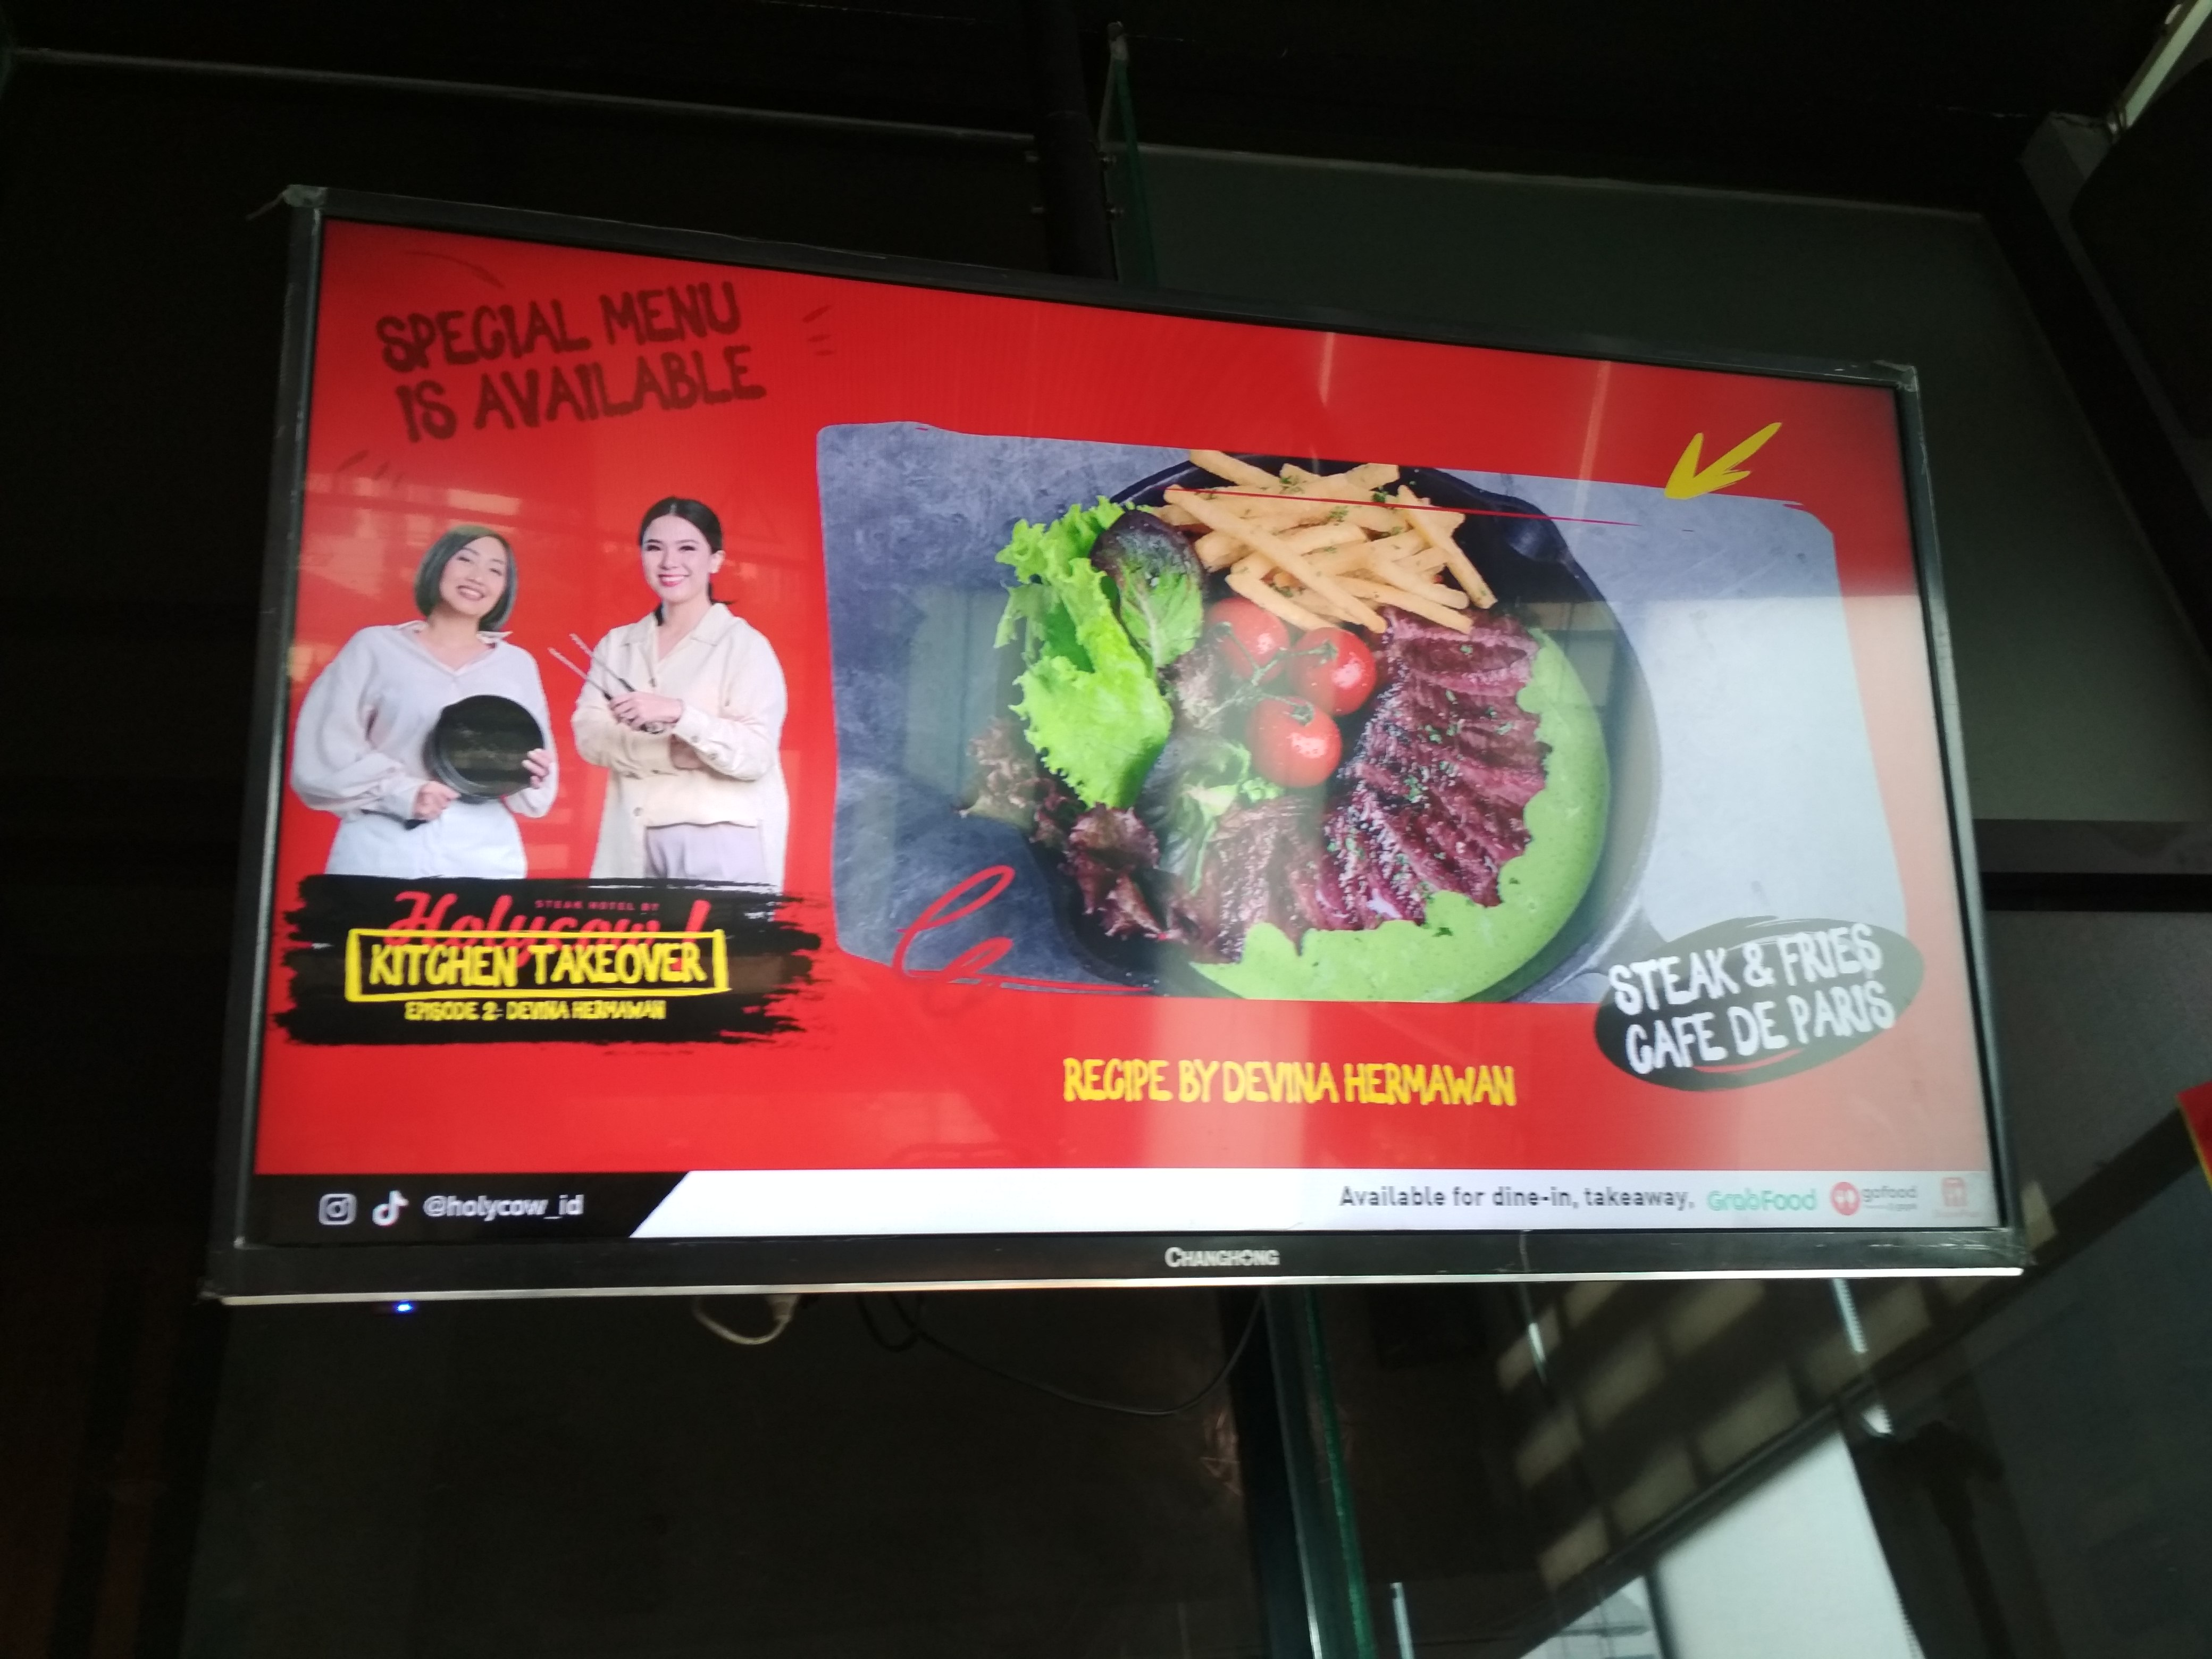 SPECIAL MENU
IS AVAILABLE
STEAK HOTEL BY
Holycow!
KITCHEN TAKEOVER
EPISODE 2: DEVINA HERMAWAN
STEAK & FRIES
CAFE DE PARIS
RECIPE BY DEVINA HERMAWAN
@holycow_id
Available for dine-in, takeaway, GrabFood gofood
CHANGHONG